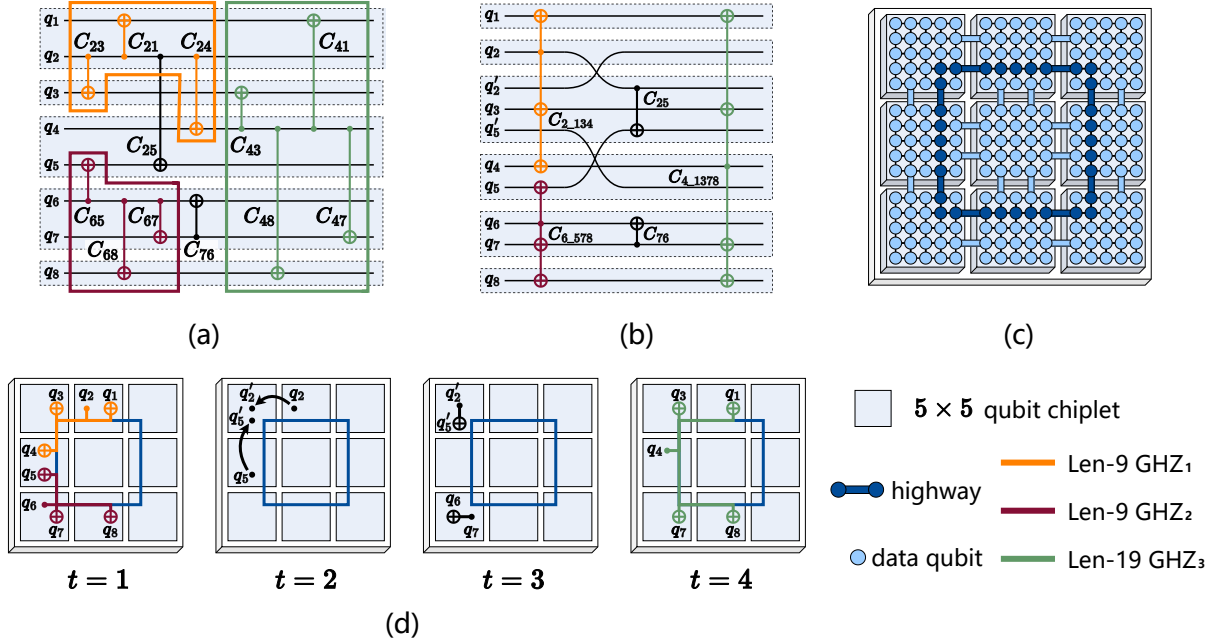 q₁
C₂₃ C₂₁ C₂₄ C₄₁
q₂
q₃
q₄
C₂₅ C₄₃
q₅
q₆
C₆₅ C₆₇ C₄₈ C₄₇
q₇
C₆₈ C₇₆
q₈
(a)
q₁
q₂
q₂′
C₂₅
q₃
C₂_₁₃₄
q₅′
q₄
C₄_₁₃₇₈
q₅
q₆
C₆_₅₇₈ C₇₆
q₇
q₈
(b)
(c)
q₃ q₂ q₁
q₄
q₅
q₆
q₇ q₈
t = 1
q₂′ q₂
q₅′
q₅
t = 2
q₂′
q₅′
q₆
q₇
t = 3
q₃ q₁
q₄
q₇ q₈
t = 4
(d)
5 × 5 qubit chiplet
highway
data qubit
Len-9 GHZ₁
Len-9 GHZ₂
Len-19 GHZ₃